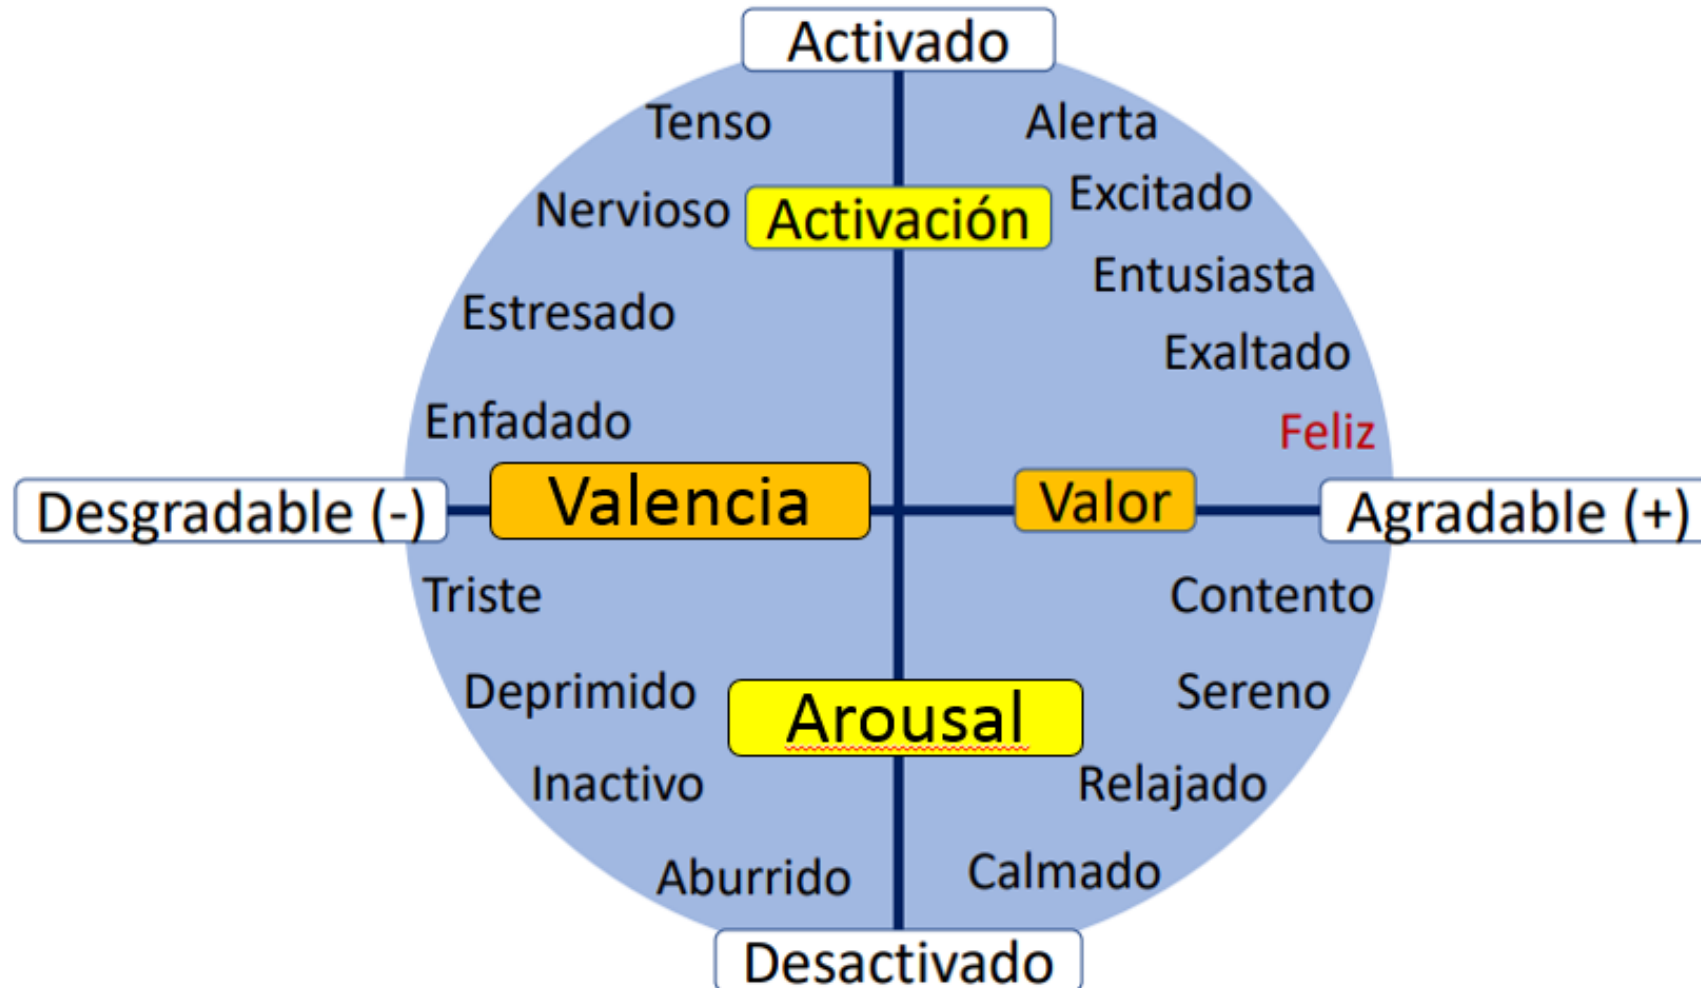 Activado
Tenso
Alerta
Nervioso
Activación
Excitado
Entusiasta
Estresado
Exaltado
Enfadado
Feliz
Desgradable (-)
Valencia
Valor
Agradable (+)
Triste
Contento
Deprimido
Arousal
Sereno
Inactivo
Relajado
Aburrido
Calmado
Desactivado